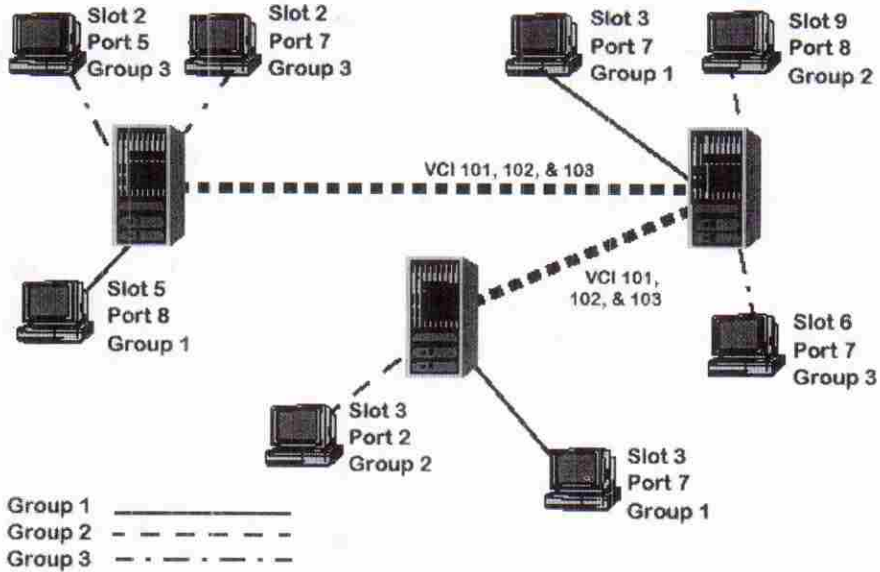 Slot 2
Port 5
Group 3
Slot 2
Port 7
Group 3
Slot 3
Port 7
Group 1
Slot 9
Port 8
Group 2
VCI 101, 102, & 103
VCI 101,
102, & 103
Slot 5
Port 8
Group 1
Slot 6
Port 7
Group 3
Slot 3
Port 2
Group 2
Slot 3
Port 7
Group 1
Group 1
Group 2
Group 3